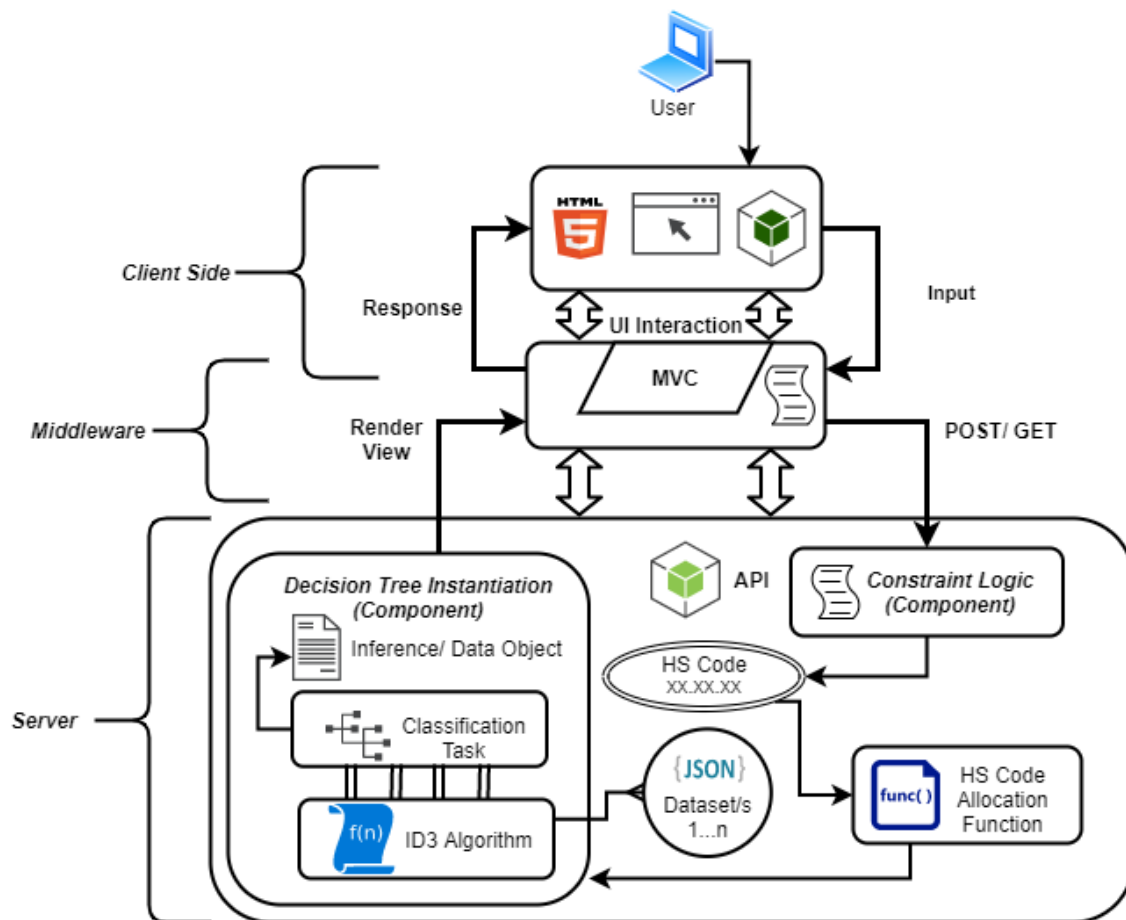 User
HTML
5
Client Side
Response
Input
UI Interaction
MVC
Middleware
Render
View
POST/ GET
Decision Tree Instantiation
(Component)
API
Constraint Logic
(Component)
Inference/ Data Object
HS Code
XX.XX.XX
Server
Classification
Task
{JSON}
Dataset/s
1...n
func( )
HS Code
Allocation
Function
f(n)
ID3 Algorithm